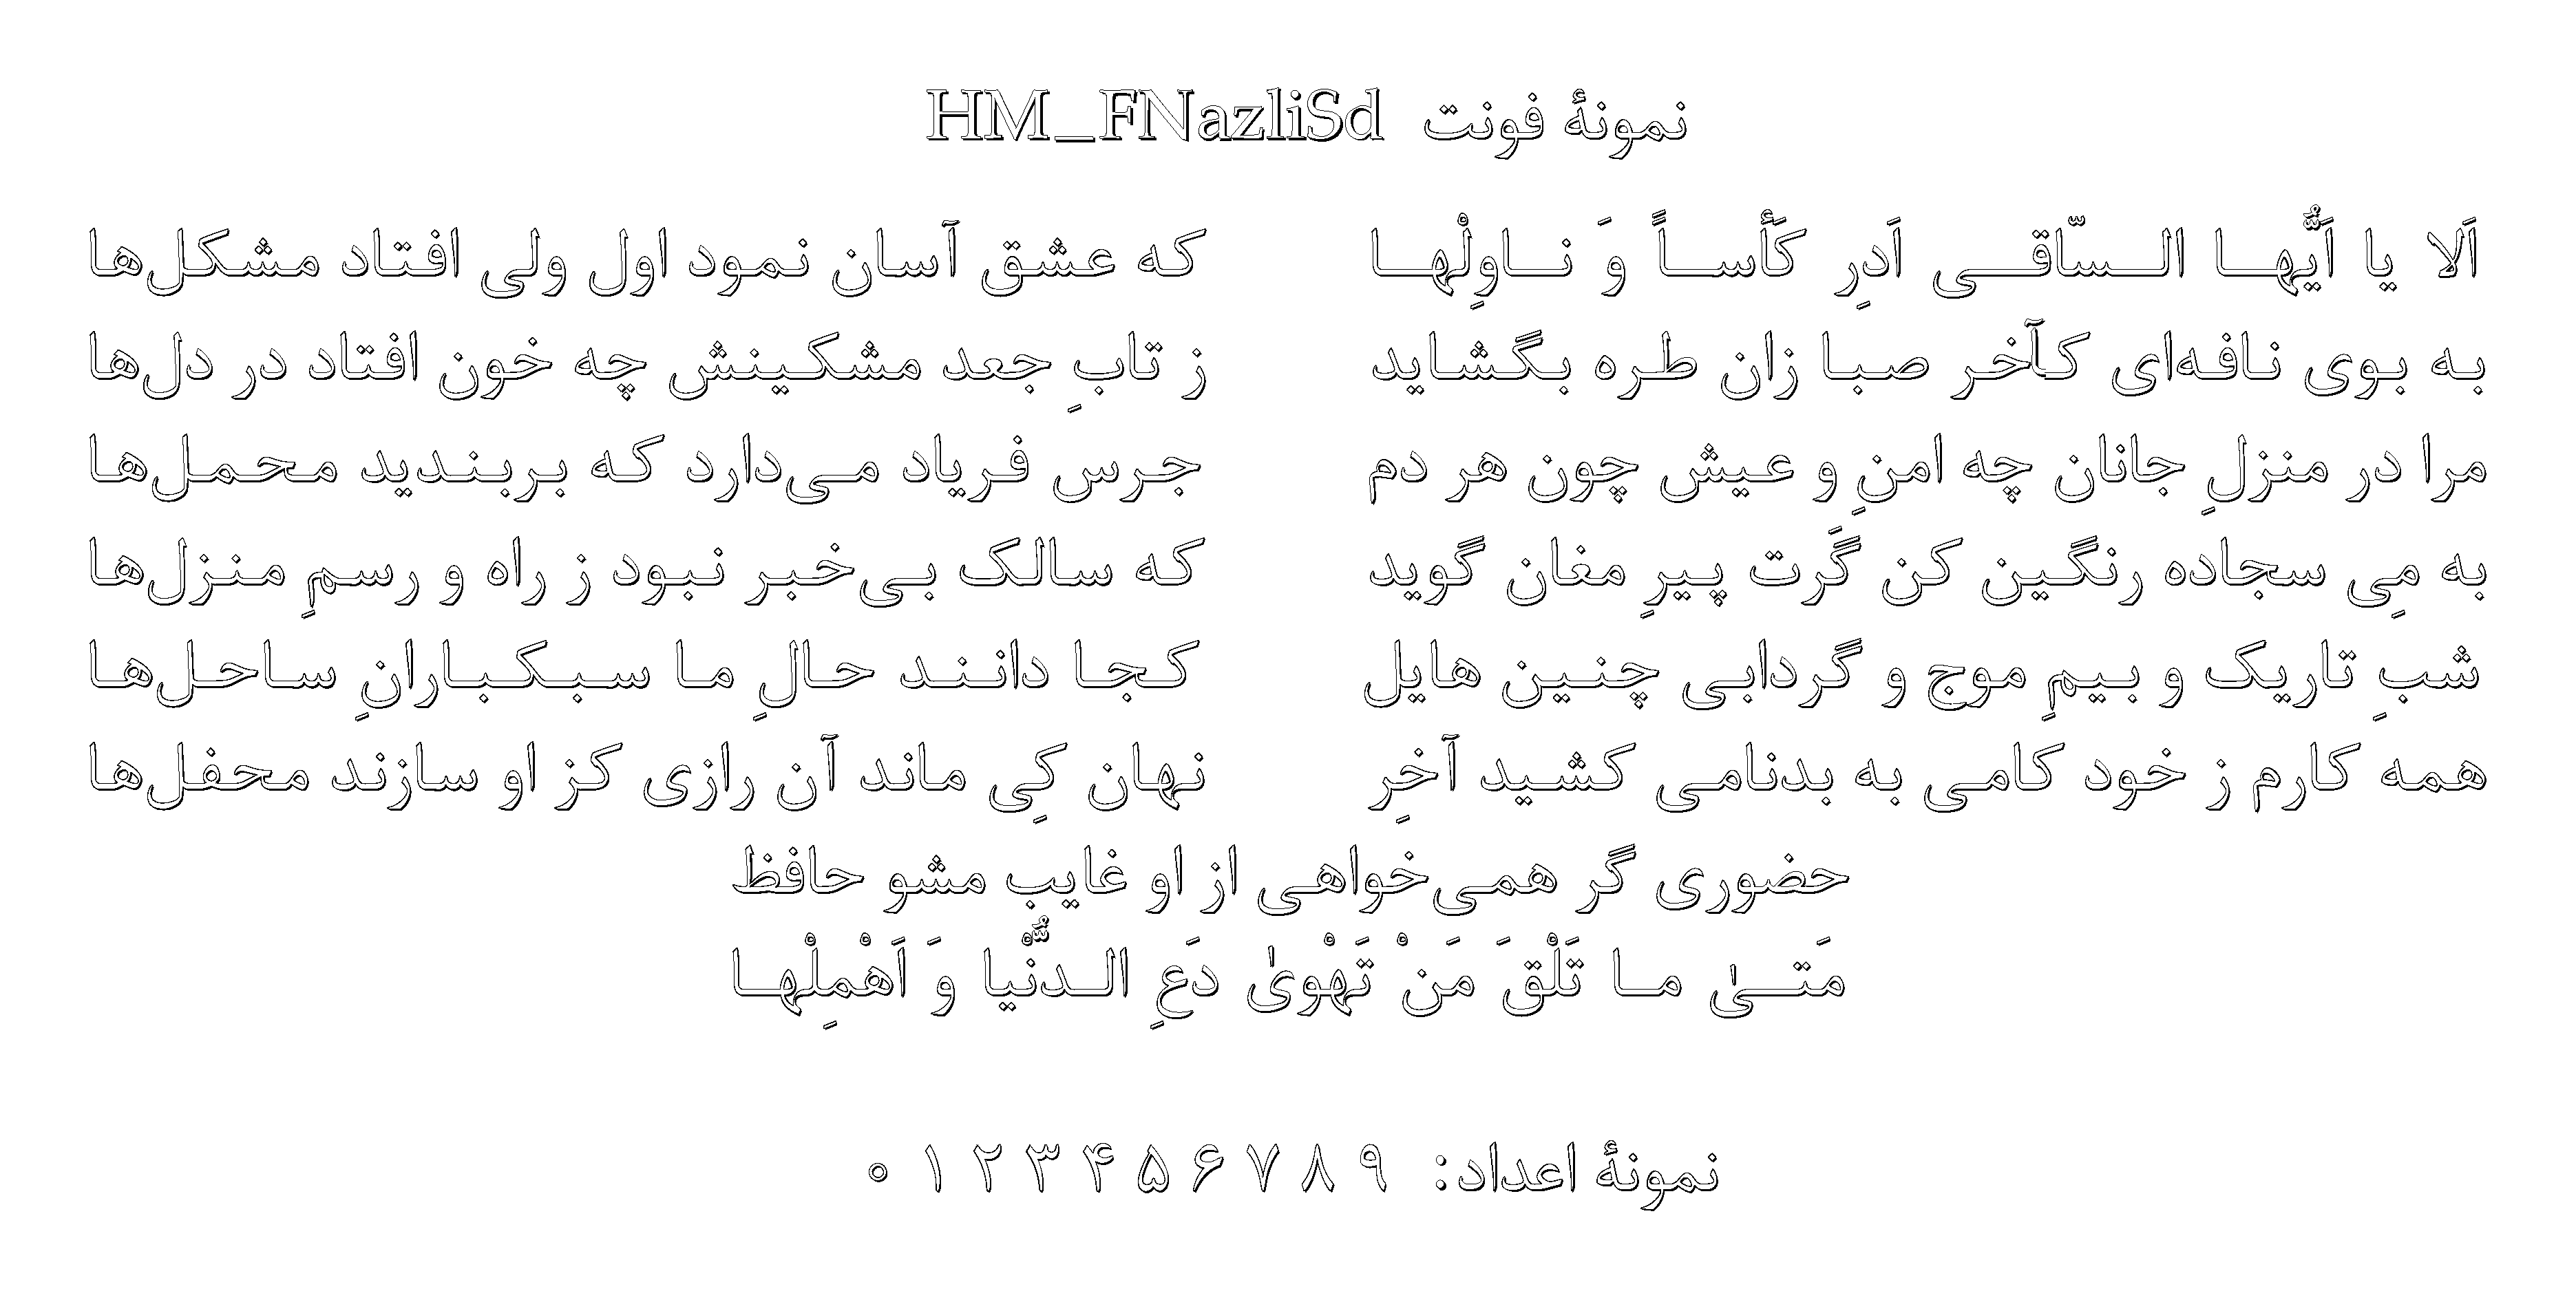 نمونهٔ فونت HM_FNazliSd
اَلا یا اَیُّها السّاقی اَدِر کَأساً وَ ناوِلْها که عشق آسان نمود اول ولی افتاد مشکل‌ها
به بوی نافه‌ای کآخر صبا زان طره بگشاید ز تابِ جعد مشکینش چه خون افتاد در دل‌ها
مرا در منزلِ جانان چه امنِ و عیش چون هر دم جرس فریاد می‌دارد که بربندید محمل‌ها
به مِی سجاده رنگین کن گَرت پیرِ مغان گوید که سالک بی‌خبر نبود ز راه و رسمِ منزل‌ها
شبِ تاریک و بیمِ موج و گردابی چنین هایل کجا دانند حالِ ما سبکبارانِ ساحل‌ها
همه کارم ز خود کامی به بدنامی کشید آخِر نهان کِی ماند آن رازی کز او سازند محفل‌ها
حضوری گر همی‌خواهی از او غایب مشو حافظ
مَتیٰ ما تَلْقَ مَنْ تَهْویٰ دَعِ الدُّنْیا وَ اَهْمِلْها
نمونهٔ اعداد: ۹ ۸ ۷ ۶ ۵ ۴ ۳ ۲ ۱ ۰